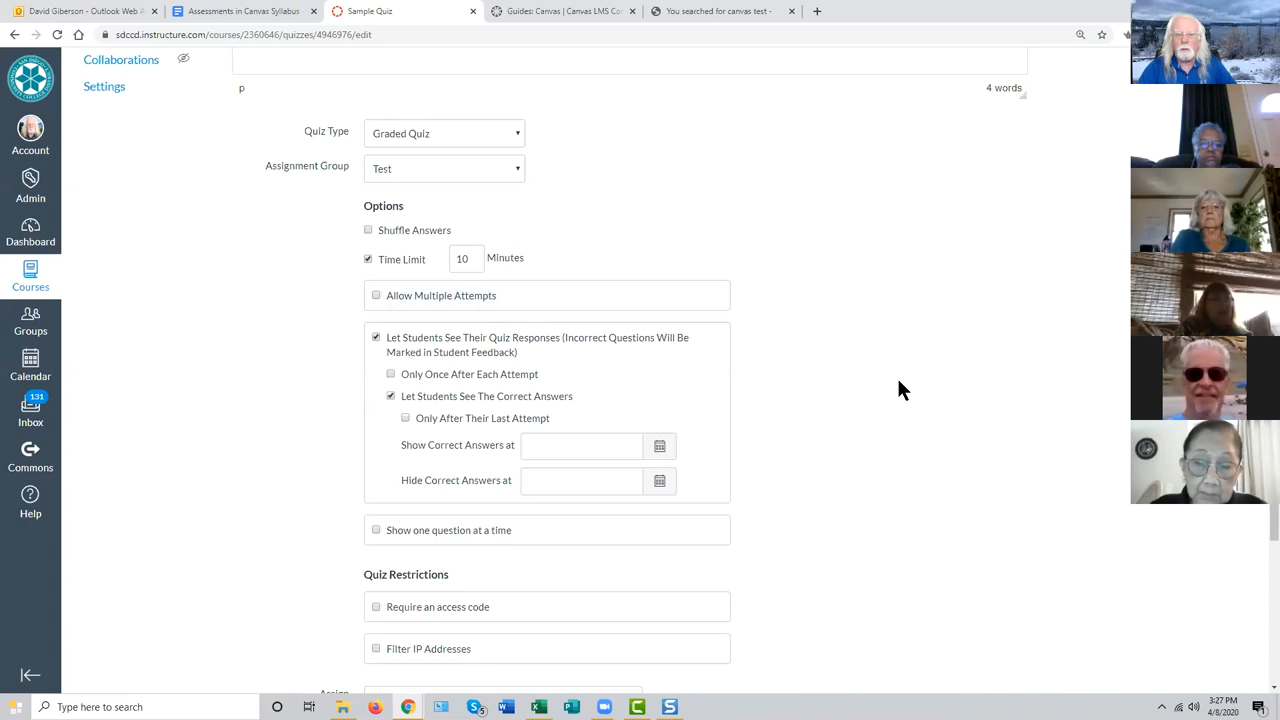 David Giberson - Outlook Web A
Assessments in Canvas Syllabus
Sample Quiz
Guides: Canvas | Canvas LMS Co
You searched for canvas test -
sdccd.instructure.com/courses/2360646/quizzes/4946976/edit
Account
Admin
Dashboard
Courses
Groups
Calendar
131
Inbox
Commons
Help
Collaborations
Settings
p
4 words
Quiz Type
Graded Quiz
Assignment Group
Test
Options
Shuffle Answers
Time Limit 10 Minutes
Allow Multiple Attempts
Let Students See Their Quiz Responses (Incorrect Questions Will Be
Marked in Student Feedback)
Only Once After Each Attempt
Let Students See The Correct Answers
Only After Their Last Attempt
Show Correct Answers at
Hide Correct Answers at
Show one question at a time
Quiz Restrictions
Require an access code
Filter IP Addresses
Assign
Type here to search
5
3:27 PM
4/8/2020
1